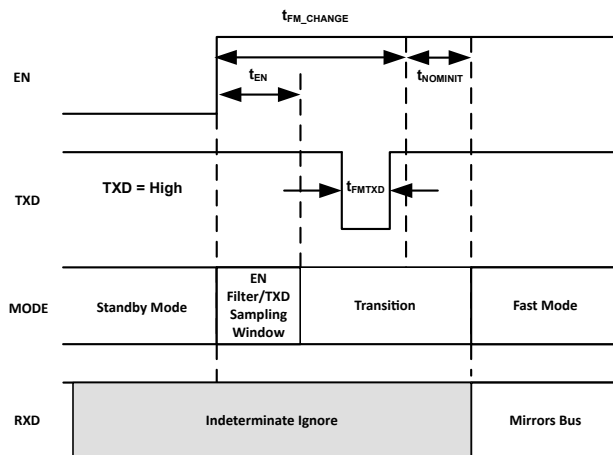 tFM_CHANGE
EN
tEN
tNOMINIT
TXD
TXD = High
tFMTXD
MODE
Standby Mode
EN
Filter/TXD
Sampling
Window
Transition
Fast Mode
RXD
Indeterminate Ignore
Mirrors Bus